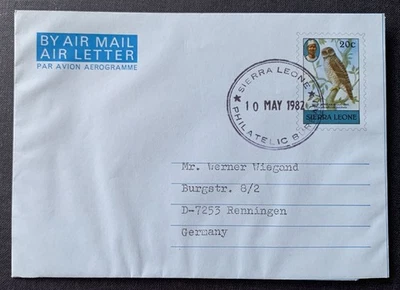 BY AIR MAIL
AIR LETTER
PAR AVION AEROGRAMME
20c
SIERRA LEONE
SIERRA LEONE
10 MAY 1982
PHILATELIC BUREAU
Mr. Werner Wiegand
Burgstr. 8/2
D-7253 Renningen
Germany